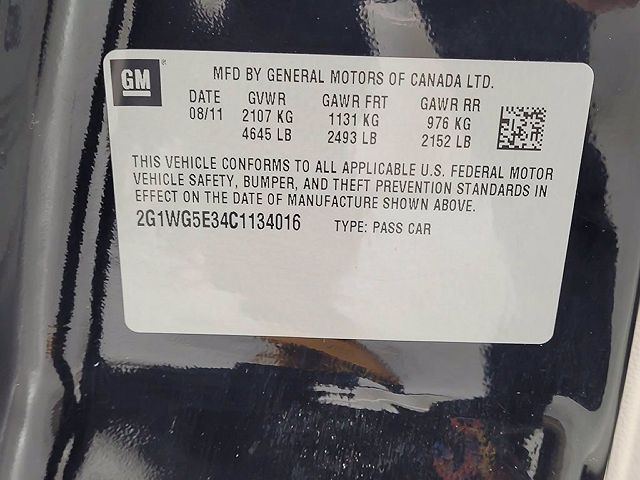 GM ®
MFD BY GENERAL MOTORS OF CANADA LTD.
DATE GVWR GAWR FRT GAWR RR
08/11 2107 KG 1131 KG 976 KG
4645 LB 2493 LB 2152 LB
THIS VEHICLE CONFORMS TO ALL APPLICABLE U.S. FEDERAL MOTOR
VEHICLE SAFETY, BUMPER, AND THEFT PREVENTION STANDARDS IN
EFFECT ON THE DATE OF MANUFACTURE SHOWN ABOVE.
2G1WG5E34C1134016 TYPE: PASS CAR